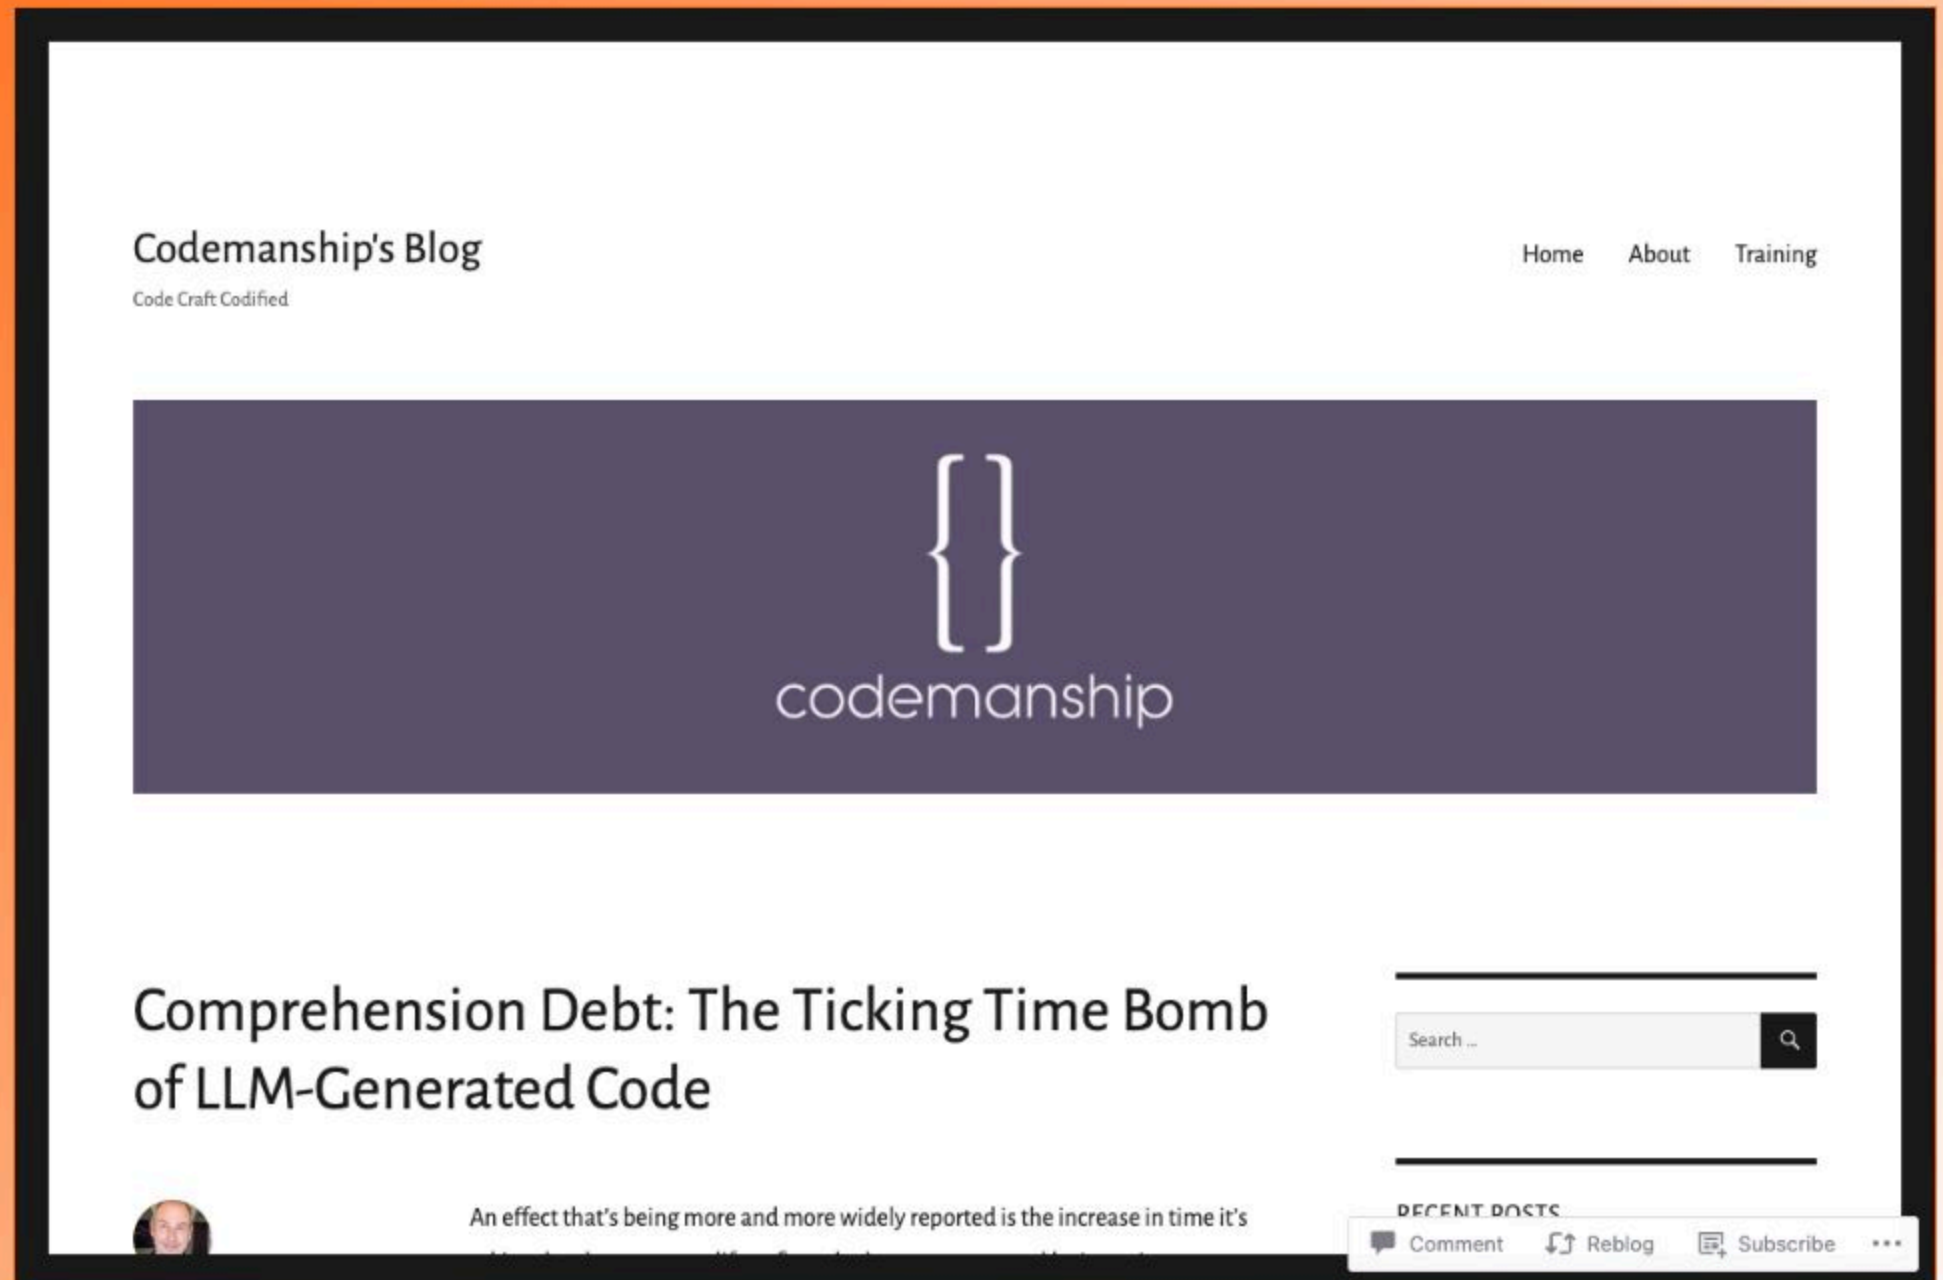 Codemanship's Blog
Code Craft Codified
Home About Training
{}
codemanship
Comprehension Debt: The Ticking Time Bomb
of LLM-Generated Code
Search …
An effect that's being more and more widely reported is the increase in time it's
RECENT POSTS
Comment Reblog Subscribe ...